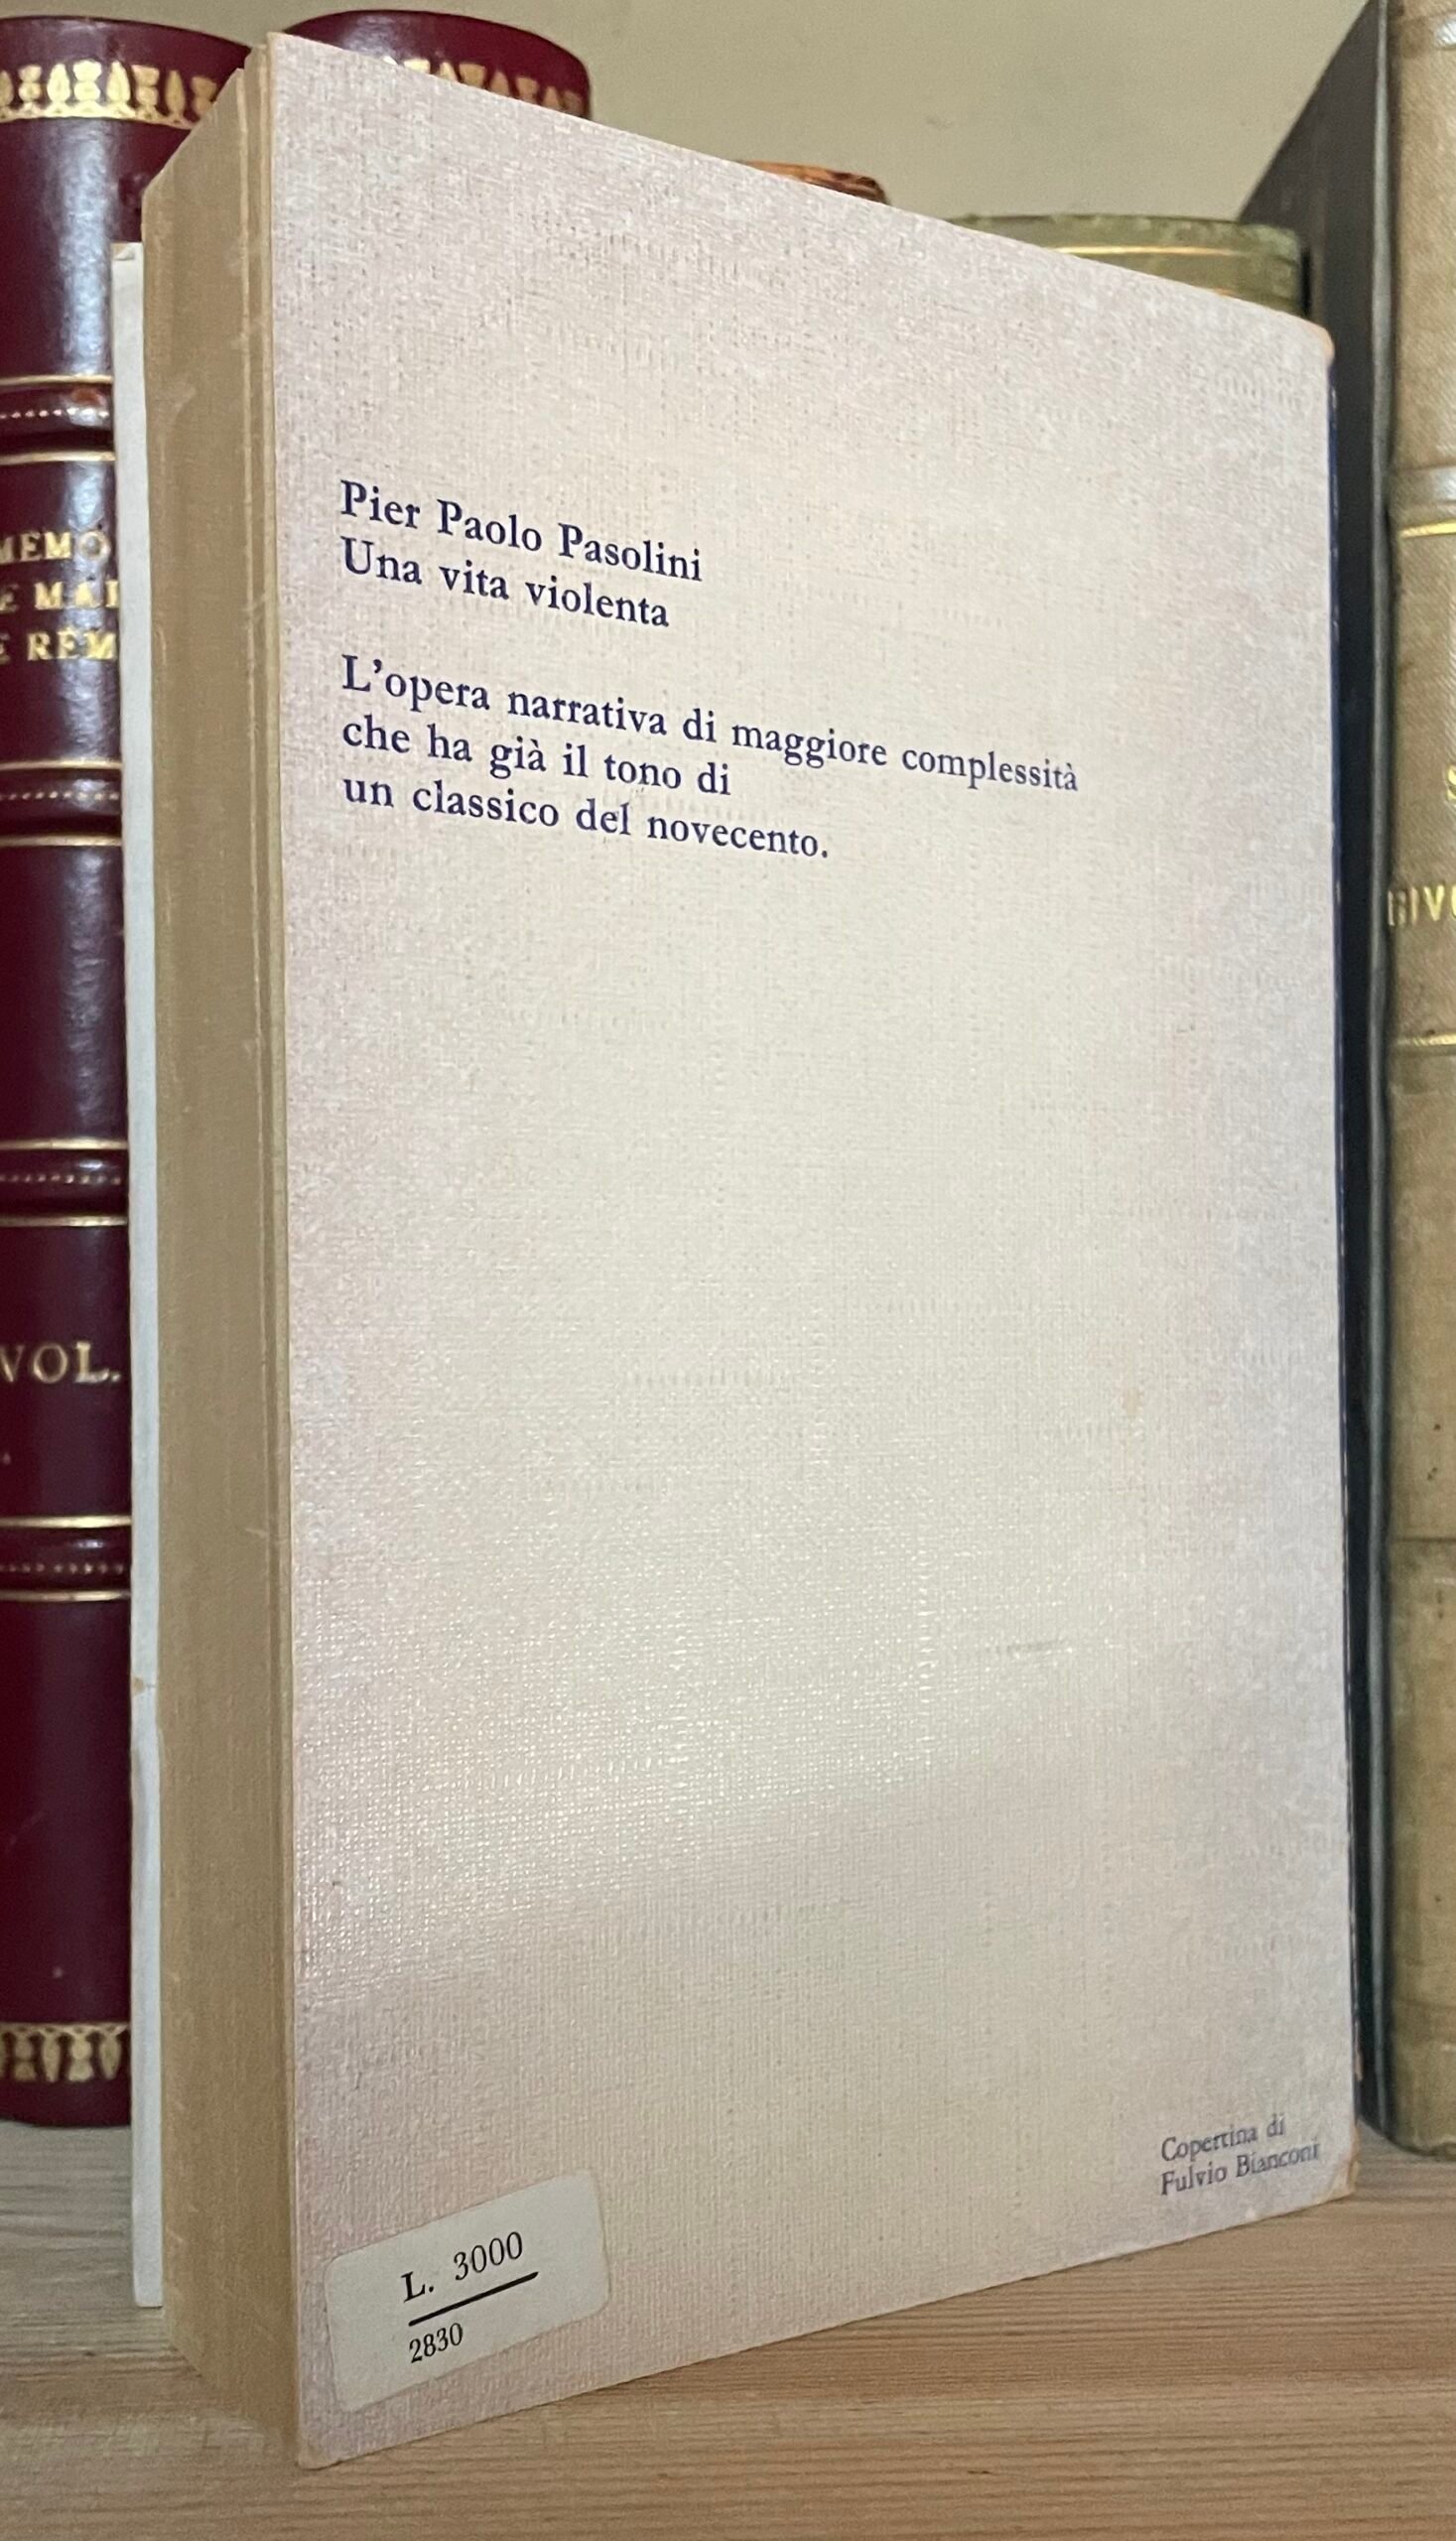 Pier Paolo Pasolini
Una vita violenta
L'opera narrativa di maggiore complessità
che ha già il tono di
un classico del novecento.
Copertina di
Fulvio Bianconi
L. 3000
2830
VOL.